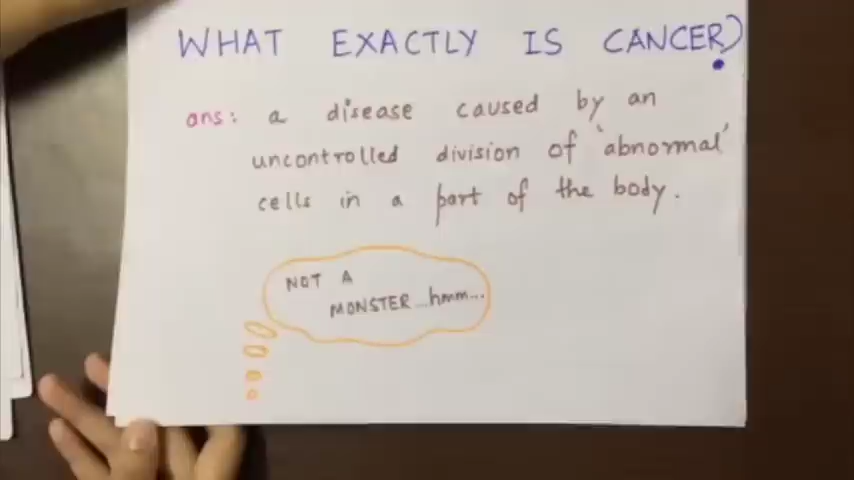 WHAT EXACTLY IS CANCER?
ans: a disease caused by an
uncontrolled division of 'abnormal'
cells in a part of the body.
NOT A
MONSTER...hmm...